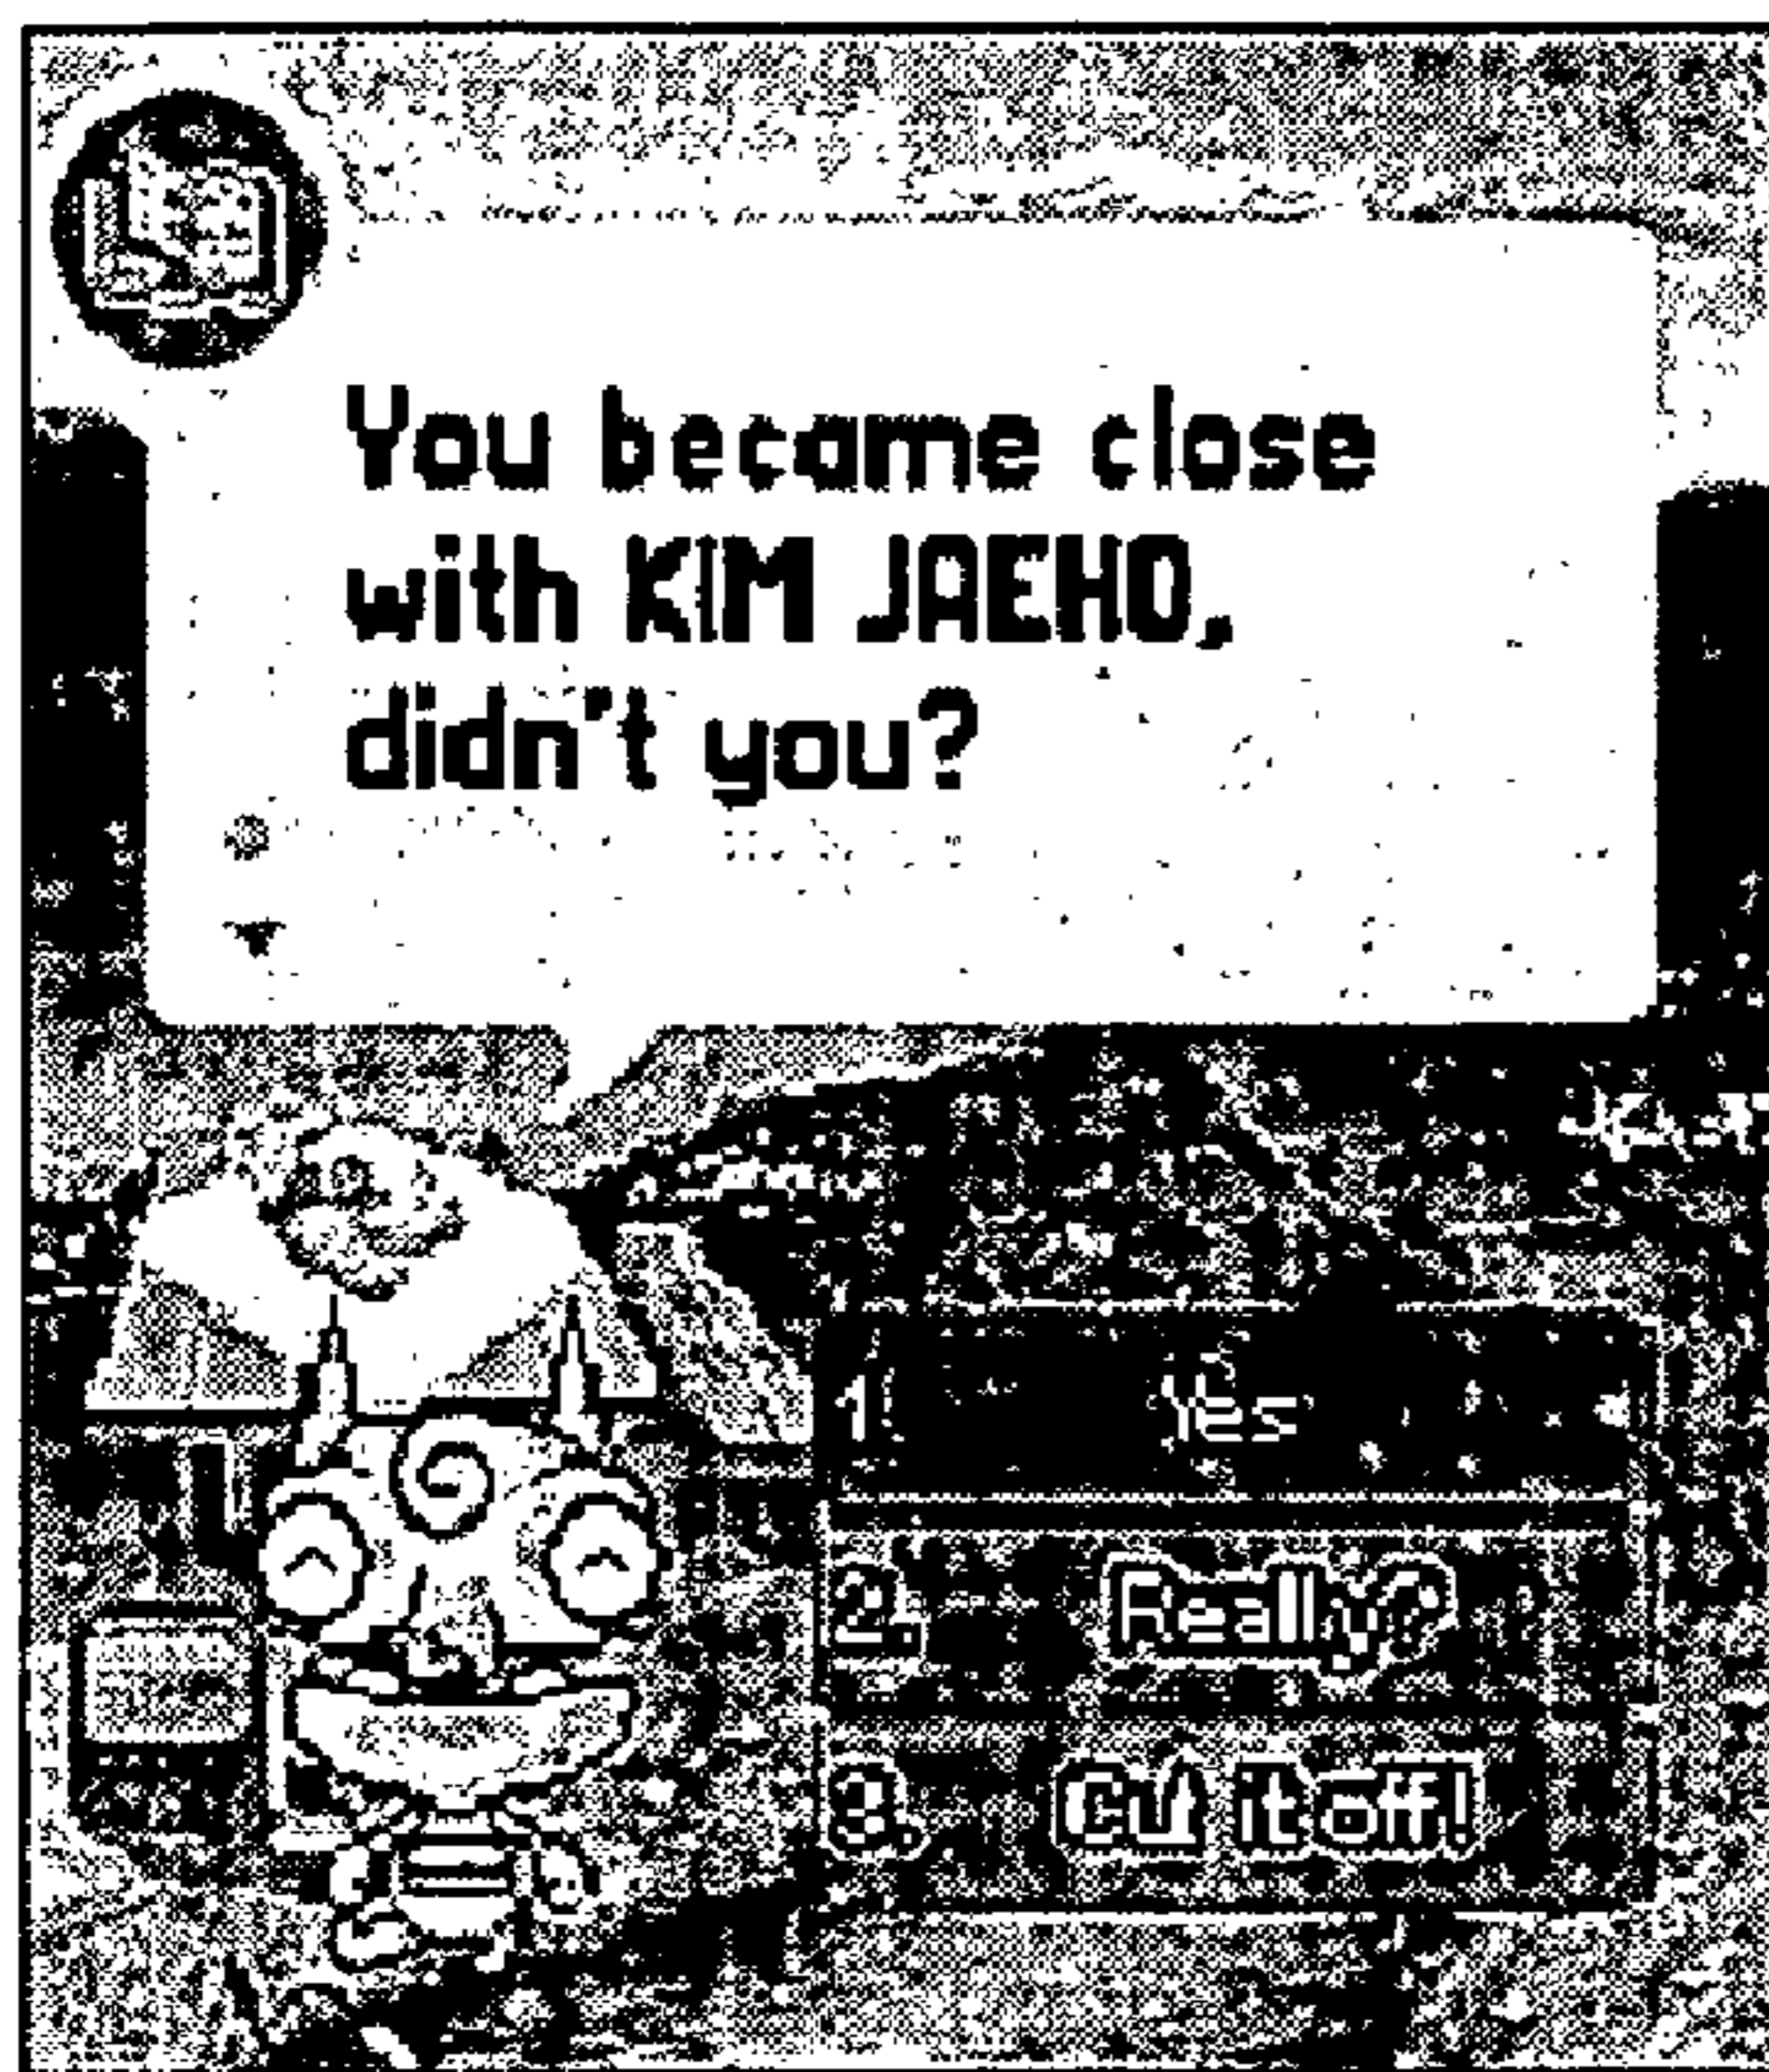 You became close
with KIM JAEHO,
didn't you?
1. Yes
2. Really?
3. Cut it off!